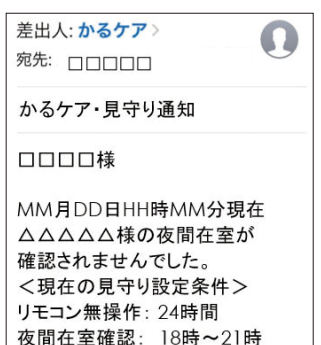 差出人: かるケア>
宛先: □□□□□
かるケア・見守り通知
□□□□様
MM月DD日HH時MM分現在
△△△△△様の夜間在室が
確認されませんでした。
<現在の見守り設定条件>
リモコン無操作: 24時間
夜間在室確認: 18時~21時